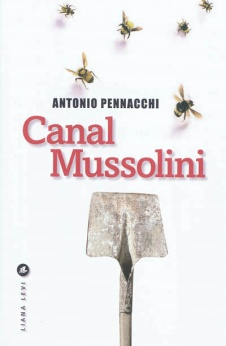 ANTONIO PENNACCHI
Canal
Mussolini
LIANA LEVI